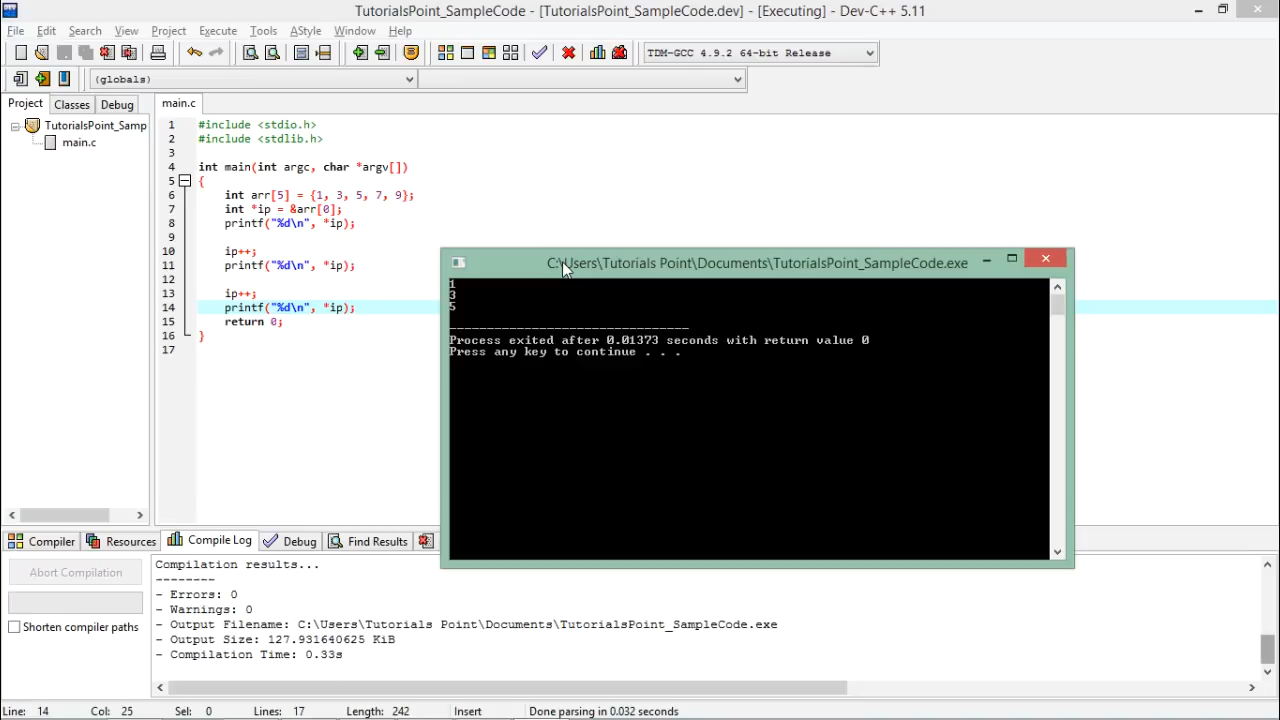 TutorialsPoint_SampleCode - [TutorialsPoint_SampleCode.dev] - [Executing] - Dev-C++ 5.11
File Edit Search View Project Execute Tools AStyle Window Help
TDM-GCC 4.9.2 64-bit Release
(globals)
Project Classes Debug
main.c
TutorialsPoint_Samp
main.c
1 #include <stdio.h>
2 #include <stdlib.h>
3
4 int main(int argc, char *argv[])
5 {
6 int arr[5] = {1, 3, 5, 7, 9};
7 int *ip = &arr[0];
8 printf("%d\n", *ip);
9
10 ip++;
11 printf("%d\n", *ip);
12
13 ip++;
14 printf("%d\n", *ip);
15 return 0;
16 }
17
C:\Users\Tutorials Point\Documents\TutorialsPoint_SampleCode.exe
1
3
5
--------------------------------
Process exited after 0.01373 seconds with return value 0
Press any key to continue . . .
Compiler Resources Compile Log Debug Find Results
Abort Compilation
Shorten compiler paths
Compilation results...
--------
- Errors: 0
- Warnings: 0
- Output Filename: C:\Users\Tutorials Point\Documents\TutorialsPoint_SampleCode.exe
- Output Size: 127.931640625 KiB
- Compilation Time: 0.33s
Line: 14 Col: 25 Sel: 0 Lines: 17 Length: 242 Insert Done parsing in 0.032 seconds